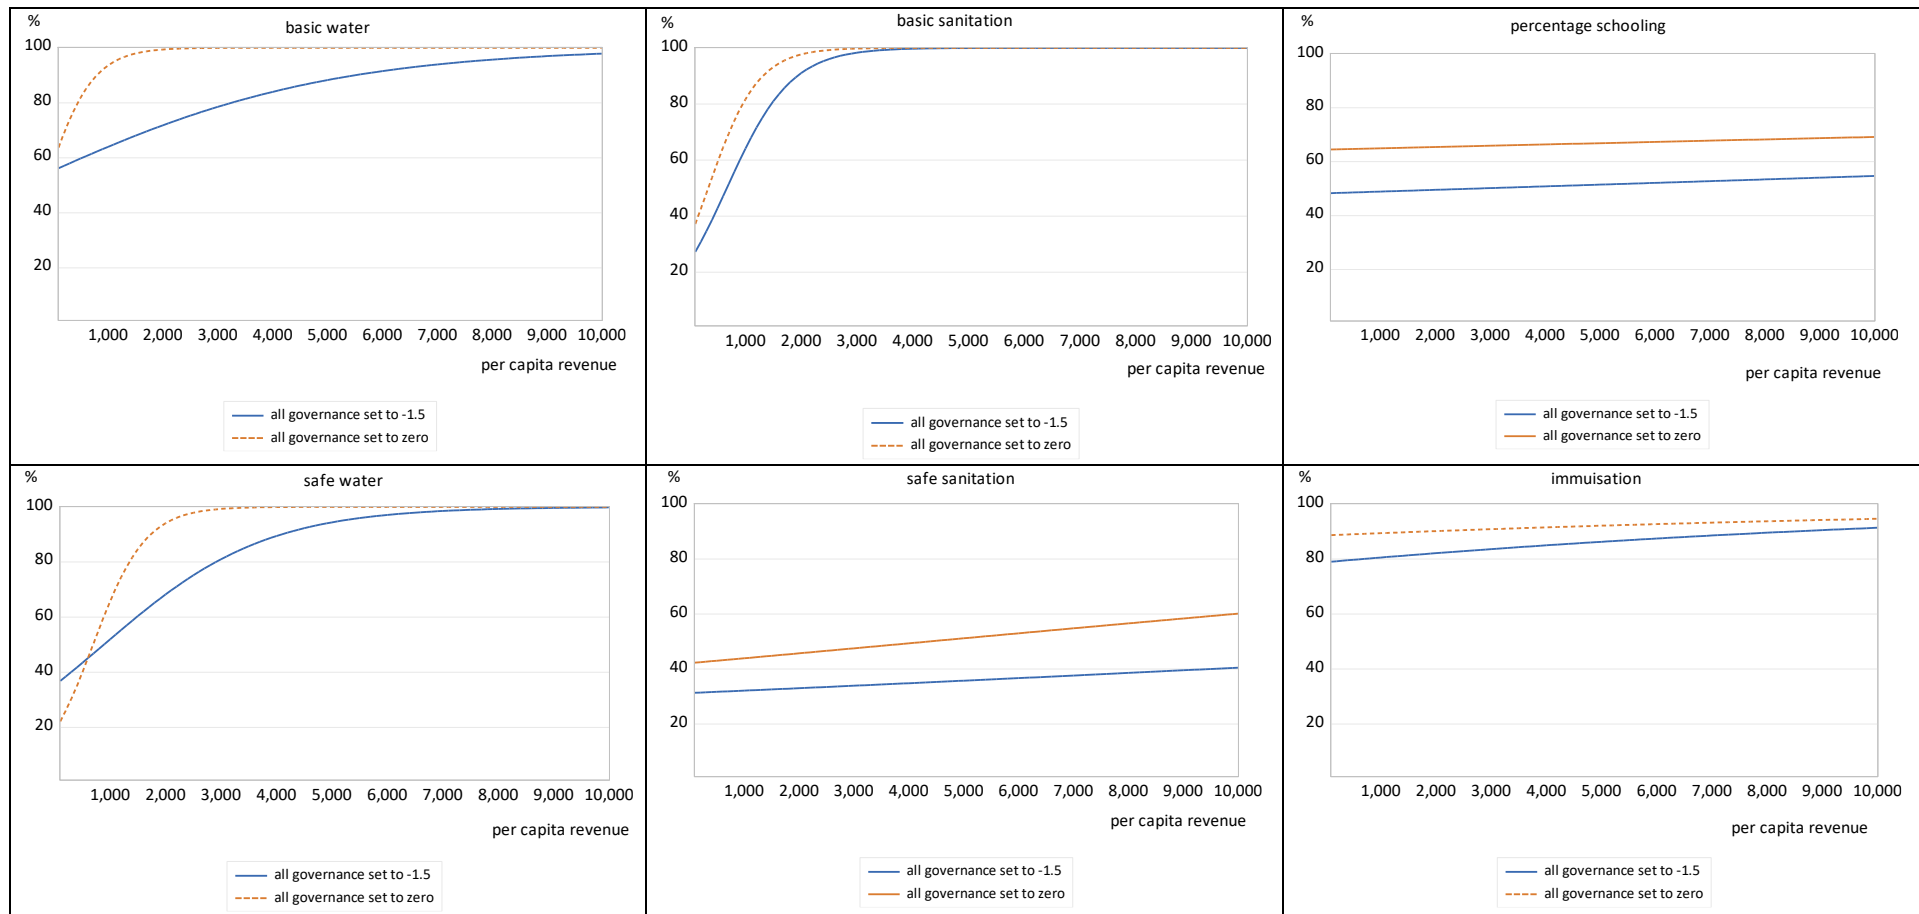 %
basic water
100
80
60
40
20
1,000 2,000 3,000 4,000 5,000 6,000 7,000 8,000 9,000 10,000
per capita revenue
all governance set to -1.5
all governance set to zero
%
basic sanitation
100
80
60
40
20
1,000 2,000 3,000 4,000 5,000 6,000 7,000 8,000 9,000 10,000
per capita revenue
all governance set to -1.5
all governance set to zero
%
percentage schooling
100
80
60
40
20
1,000 2,000 3,000 4,000 5,000 6,000 7,000 8,000 9,000 10,000
per capita revenue
all governance set to -1.5
all governance set to zero
%
safe water
100
80
60
40
20
1,000 2,000 3,000 4,000 5,000 6,000 7,000 8,000 9,000 10,000
per capita revenue
all governance set to -1.5
all governance set to zero
%
safe sanitation
100
80
60
40
20
1,000 2,000 3,000 4,000 5,000 6,000 7,000 8,000 9,000 10,000
per capita revenue
all governance set to -1.5
all governance set to zero
%
immuisation
100
80
60
40
20
1,000 2,000 3,000 4,000 5,000 6,000 7,000 8,000 9,000 10,000
per capita revenue
all governance set to -1.5
all governance set to zero